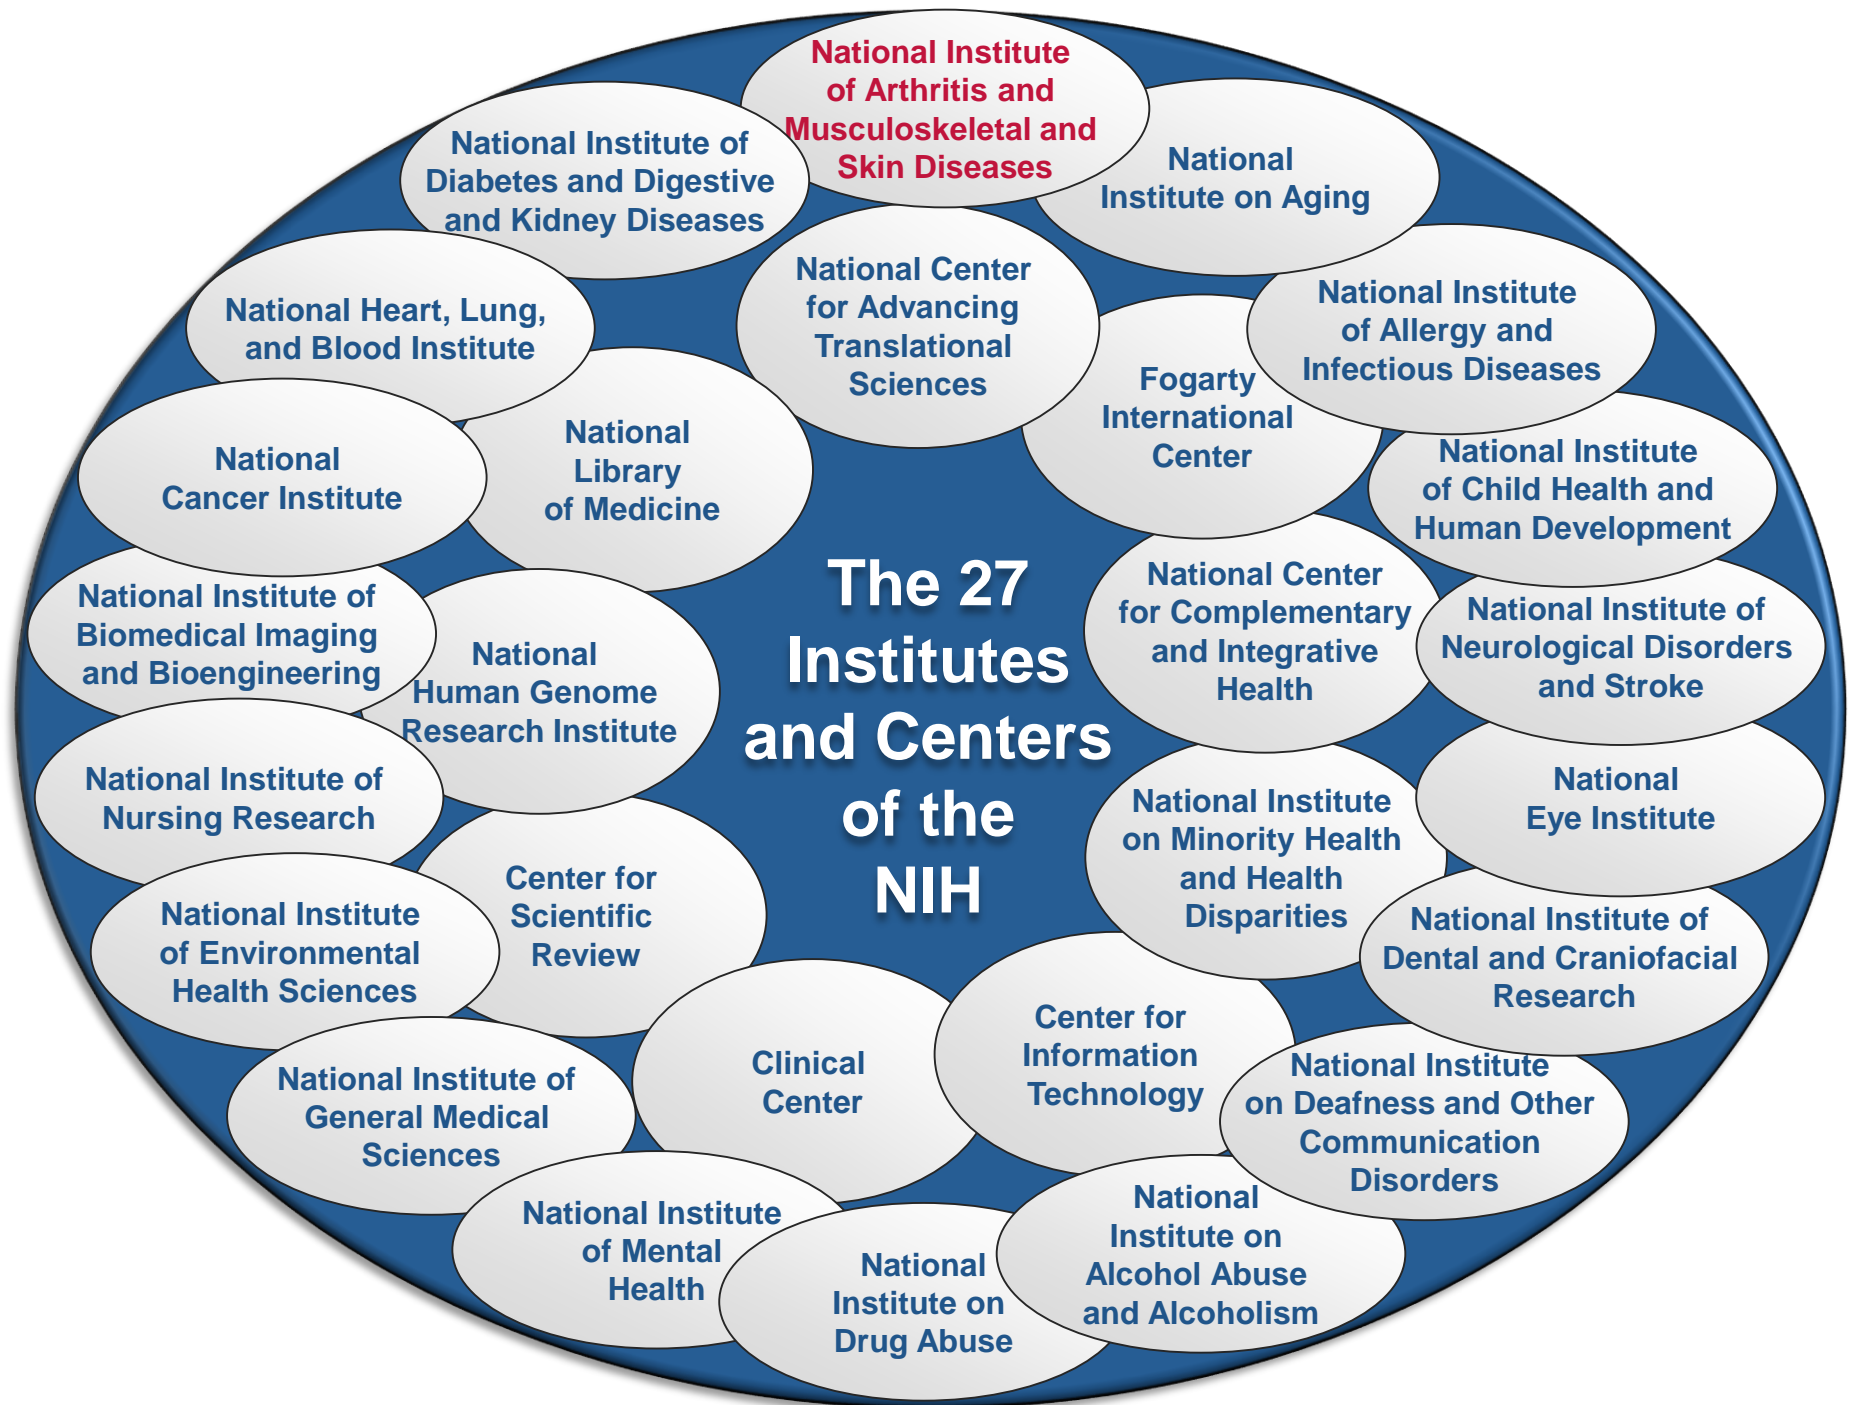 National Institute
of Arthritis and
Musculoskeletal and
Skin Diseases
National Institute of
Diabetes and Digestive
and Kidney Diseases
National
Institute on Aging
National Center
for Advancing
Translational
Sciences
National Heart, Lung,
and Blood Institute
National Institute
of Allergy and
Infectious Diseases
Fogarty
International
Center
National
Library
of Medicine
National
Cancer Institute
National Institute
of Child Health and
Human Development
The 27
Institutes
and Centers
of the
NIH
National Center
for Complementary
and Integrative
Health
National Institute of
Neurological Disorders
and Stroke
National Institute of
Biomedical Imaging
and Bioengineering
National
Human Genome
Research Institute
National Institute of
Nursing Research
National Institute
on Minority Health
and Health
Disparities
National
Eye Institute
Center for
Scientific
Review
National Institute
of Environmental
Health Sciences
National Institute of
Dental and Craniofacial
Research
Clinical
Center
Center for
Information
Technology
National Institute of
General Medical
Sciences
National Institute
on Deafness and Other
Communication
Disorders
National Institute
of Mental
Health
National
Institute on
Drug Abuse
National
Institute on
Alcohol Abuse
and Alcoholism